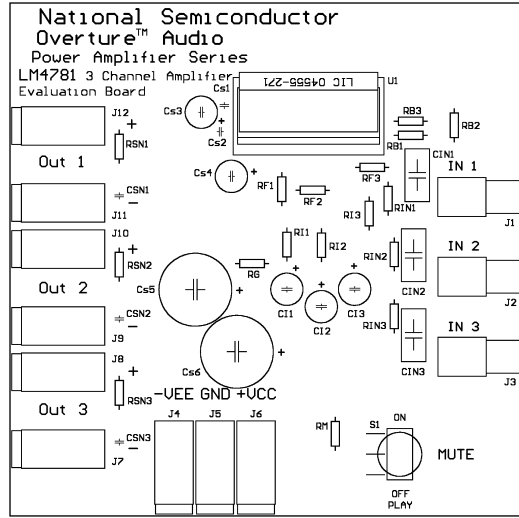 National Semiconductor
Overture™ Audio
Power Amplifier Series
LM4781 3 Channel Amplifier
Evaluation Board
LIC 04555-271
U1
Cs1
Cs3
Cs2
J12
+
RSN1
Out 1
CSN1
-
J11
RB3
RB1
RB2
Cs4
+
RF1
RF2
RF3
CIN1
IN 1
RI3
RIN1
J1
J10
+
RSN2
Out 2
CSN2
-
J9
Cs5
+
RG
RI1
RI2
RIN2
CIN2
IN 2
J2
+
CI1
+
CI2
+
CI3
RIN3
CIN3
IN 3
J3
J8
+
RSN3
Out 3
CSN3
-
J7
Cs6
+
-VEE GND +VCC
J4 J5 J6
RM
S1
ON
MUTE
OFF
PLAY